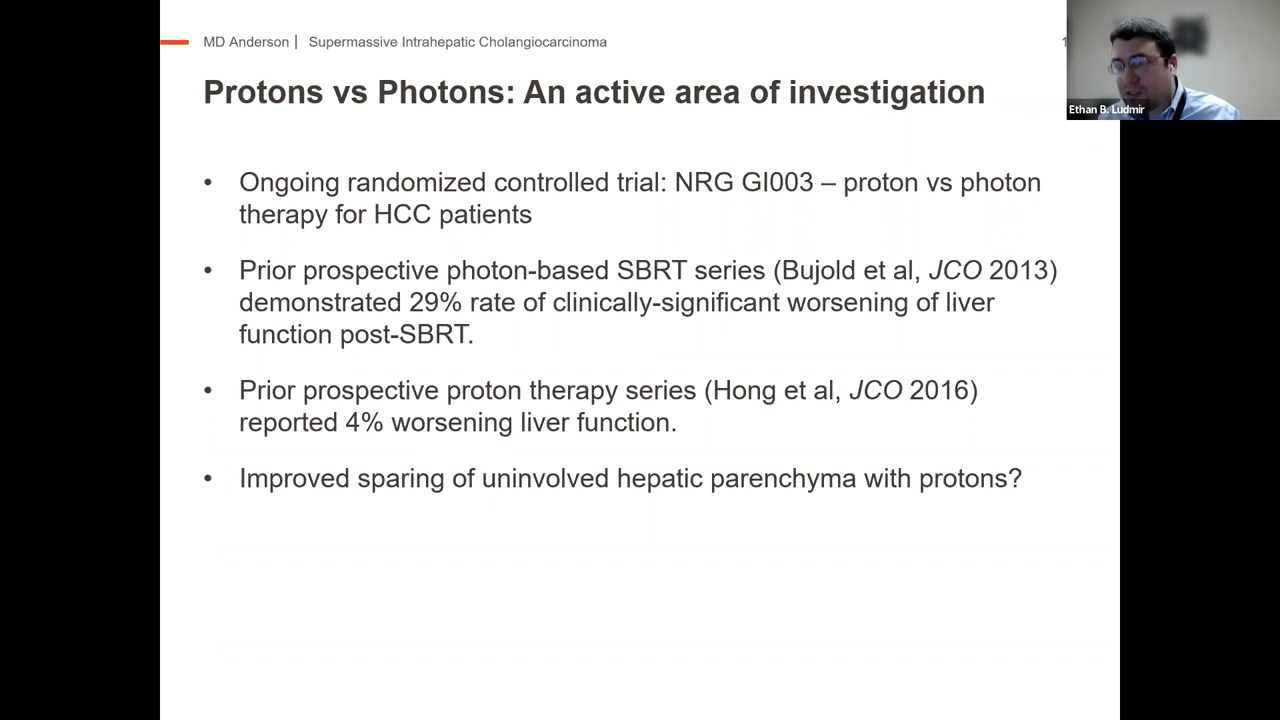 MD Anderson | Supermassive Intrahepatic Cholangiocarcinoma
1
Protons vs Photons: An active area of investigation
Ethan B. Ludmir
• Ongoing randomized controlled trial: NRG GI003 – proton vs photon
therapy for HCC patients
• Prior prospective photon-based SBRT series (Bujold et al, JCO 2013)
demonstrated 29% rate of clinically-significant worsening of liver
function post-SBRT.
• Prior prospective proton therapy series (Hong et al, JCO 2016)
reported 4% worsening liver function.
• Improved sparing of uninvolved hepatic parenchyma with protons?